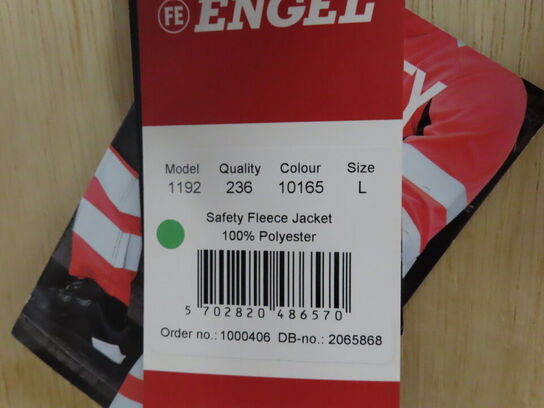 FE ENGEL
TY
Model Quality Colour Size
1192 236 10165 L
Safety Fleece Jacket
100% Polyester
5 702820 486570
Order no.: 1000406 DB-no.: 2065868